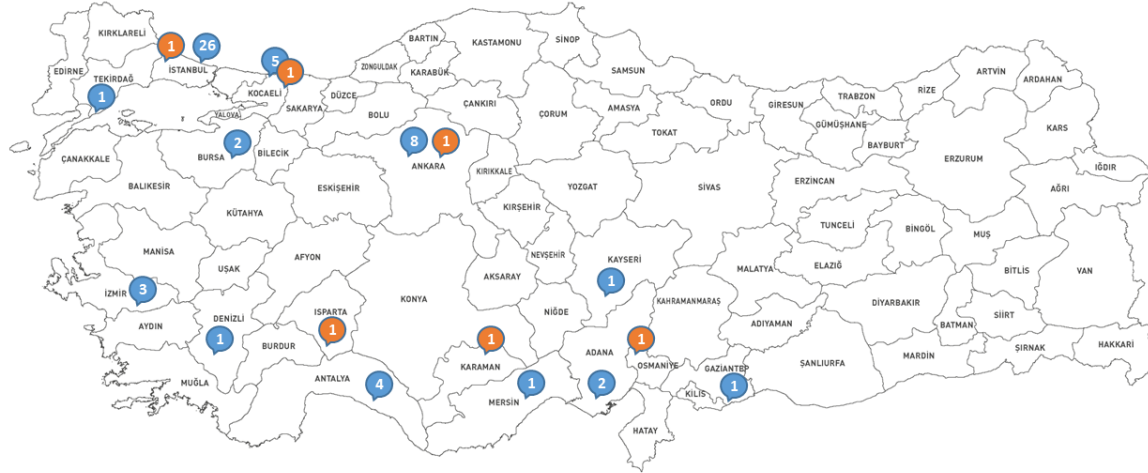 KIRKLARELİ
EDİRNE
TEKİRDAĞ
1
1
26
İSTANBUL
5
1
KOCAELİ
YALOVA
SAKARYA
DÜZCE
ZONGULDAK
BARTIN
KARABÜK
KASTAMONU
SİNOP
SAMSUN
ÇANKIRI
BOLU
ÇORUM
AMASYA
TOKAT
ORDU
GİRESUN
TRABZON
GÜMÜŞHANE
BAYBURT
RİZE
ARTVİN
ARDAHAN
KARS
IĞDIR
AĞRI
ERZURUM
ERZİNCAN
ÇANAKKALE
BALIKESİR
2
BURSA
BİLECİK
ESKİŞEHİR
KÜTAHYA
8
1
ANKARA
KIRIKKALE
KIRŞEHİR
YOZGAT
SİVAS
TUNCELİ
BİNGÖL
MUŞ
BİTLİS
VAN
ELAZIĞ
MALATYA
MANİSA
UŞAK
AFYON
KONYA
AKSARAY
NEVŞEHİR
1
KAYSERİ
NİĞDE
KAHRAMANMARAŞ
ADIYAMAN
DİYARBAKIR
BATMAN
SİİRT
ŞIRNAK
HAKKARİ
MARDİN
ŞANLIURFA
3
İZMİR
AYDIN
DENİZLİ
1
MUĞLA
BURDUR
ISPARTA
1
ANTALYA
4
1
KARAMAN
1
MERSİN
ADANA
2
1
OSMANİYE
GAZİANTEP
1
KİLİS
HATAY